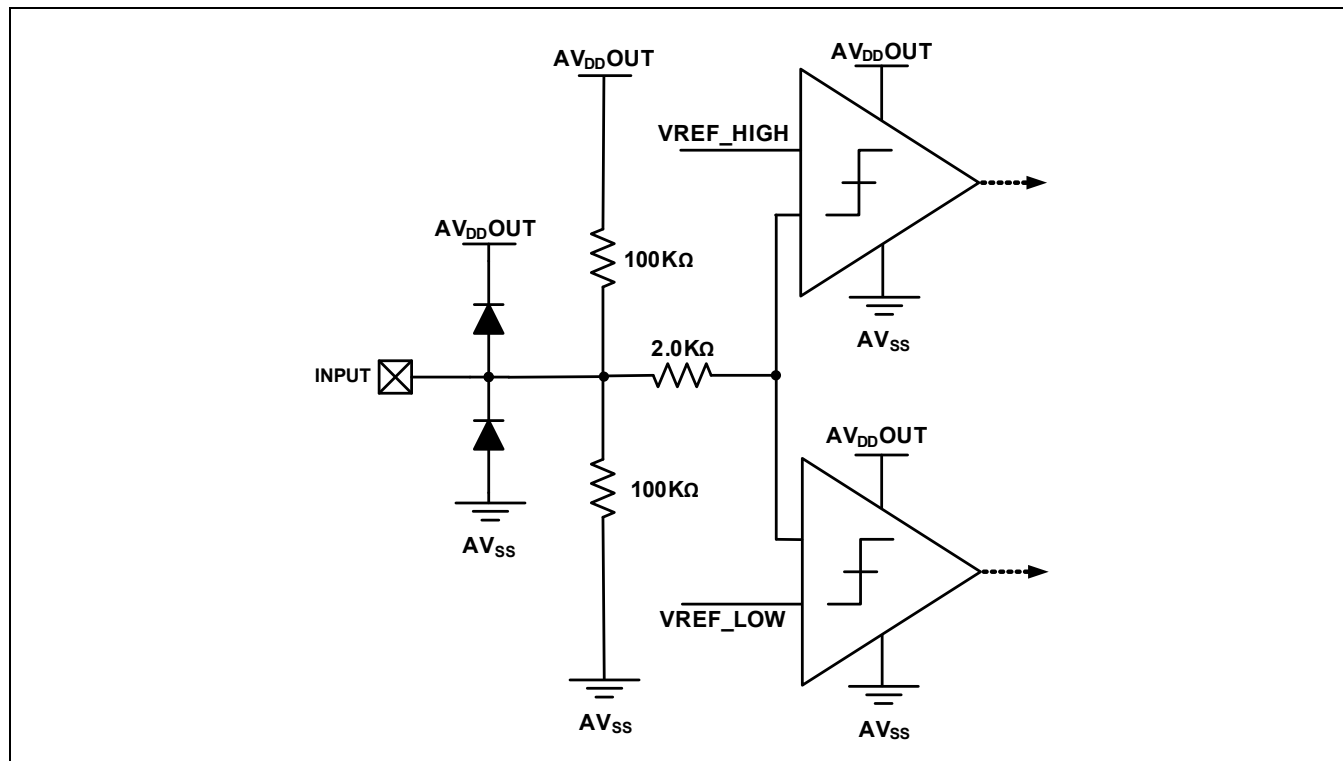 AVDDOUT
AVDDOUT
VREF_HIGH
AVDDOUT
100KΩ
AVSS
2.0KΩ
INPUT
AVDDOUT
100KΩ
AVSS
VREF_LOW
AVSS
AVSS